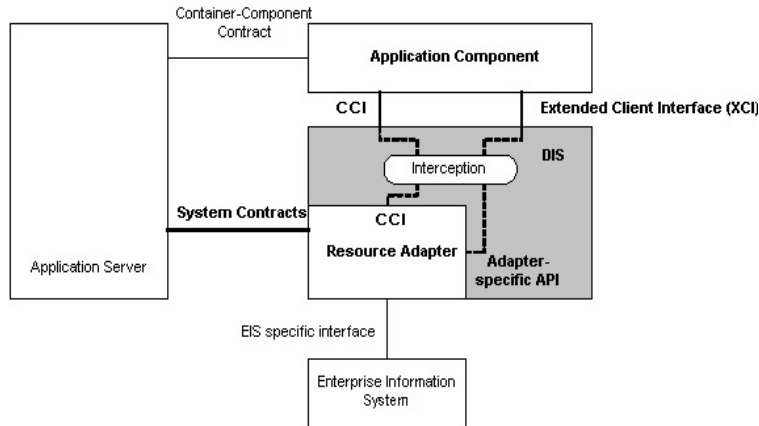 Container-Component
Contract
Application Component
CCI
Extended Client Interface (XCI)
DIS
Interception
System Contracts
CCI
Resource Adapter
Application Server
Adapter-
specific API
EIS specific interface
Enterprise Information
System